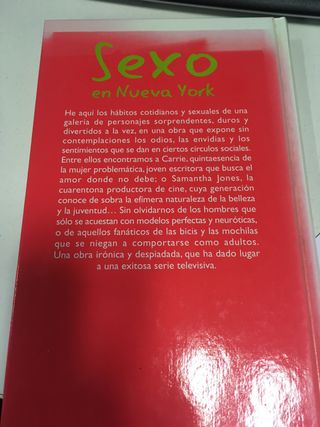 Sexo
en Nueva York
He aquí los hábitos cotidianos y sexuales de una
galería de personajes sorprendentes, duros y
divertidos a la vez, en una obra que expone sin
contemplaciones los odios, las envidias y los
sentimientos que se dan en ciertos círculos sociales.
Entre ellos encontramos a Carrie, quintaesencia de
la mujer problemática, joven escritora que busca el
amor donde no debe; o Samantha Jones, la
cuarentona productora de cine, cuya generación
conoce de sobra la efímera naturaleza de la belleza
y la juventud... Sin olvidarnos de los hombres que
sólo se acuestan con modelos perfectas y neuróticas,
o de aquellos fanáticos de las bicis y las mochilas
que se niegan a comportarse como adultos.
Una obra irónica y despiadada, que ha dado lugar
a una exitosa serie televisiva.